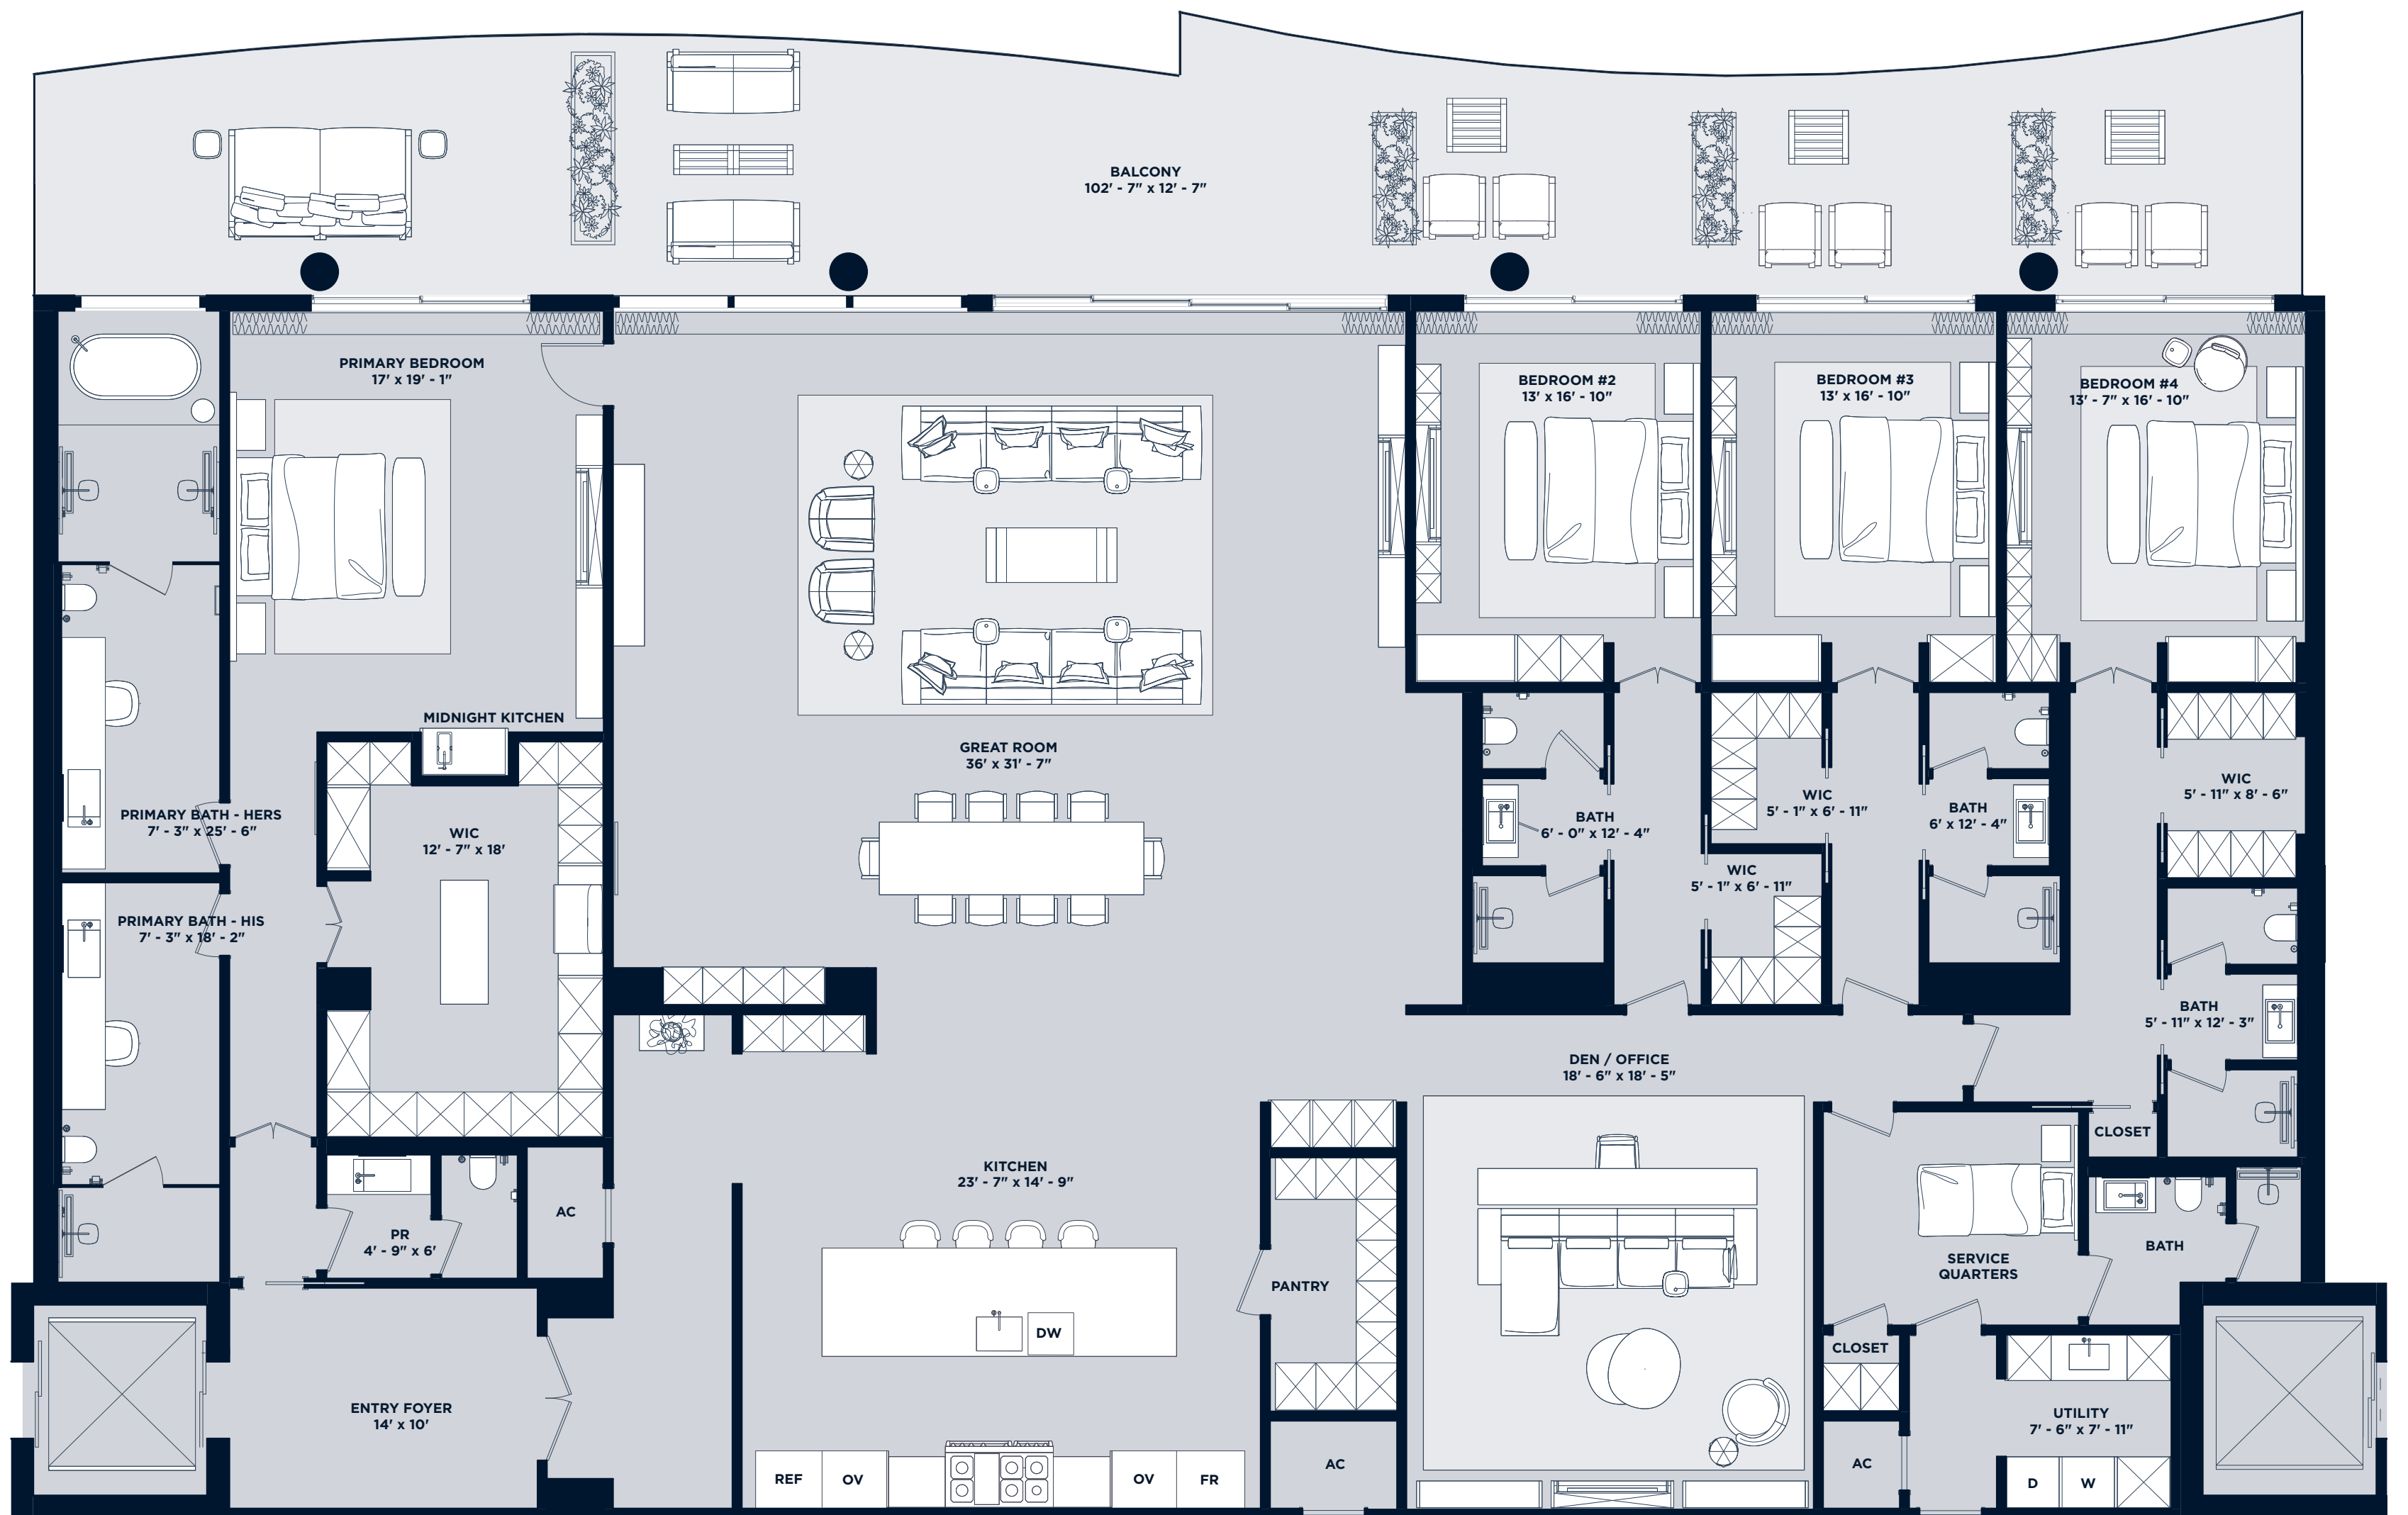 BALCONY
102' - 7" x 12' - 7"
PRIMARY BEDROOM
17' x 19' - 1"
BEDROOM #2
13' x 16' - 10"
BEDROOM #3
13' x 16' - 10"
BEDROOM #4
13' - 7" x 16' - 10"
MIDNIGHT KITCHEN
GREAT ROOM
36' x 31' - 7"
PRIMARY BATH - HERS
7' - 3" x 25' - 6"
WIC
12' - 7" x 18'
BATH
6' - 0" x 12' - 4"
WIC
5' - 1" x 6' - 11"
BATH
6' x 12' - 4"
WIC
5' - 11" x 8' - 6"
WIC
5' - 1" x 6' - 11"
PRIMARY BATH - HIS
7' - 3" x 18' - 2"
BATH
5' - 11" x 12' - 3"
DEN / OFFICE
18' - 6" x 18' - 5"
CLOSET
KITCHEN
23' - 7" x 14' - 9"
AC
PR
4' - 9" x 6'
BATH
SERVICE
QUARTERS
PANTRY
DW
CLOSET
ENTRY FOYER
14' x 10'
UTILITY
7' - 6" x 7' - 11"
REF
OV
OV
FR
AC
AC
D
W